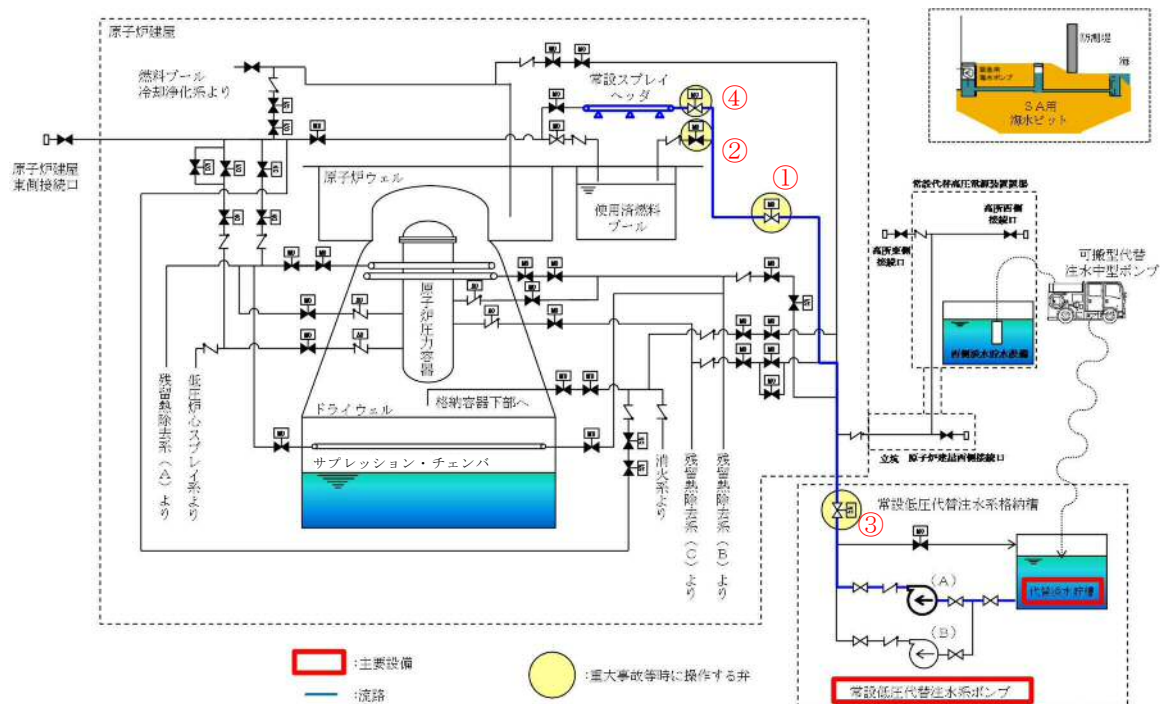 原子炉建屋
燃料プール
冷却浄化系より
常設スプレイ
ヘッダ
④
②
①
原子炉建屋
東側接続口
原子炉ウェル
使用済燃料
プール
原子炉圧力容器
ドライウェル
格納容器下部へ
サプレッション・チェンバ
残留熱除去系(A)より
低圧炉心スプレイ系より
消火系より
残留熱除去系(C)より
残留熱除去系(B)より
防潮堤
海
海水ポンプ
SA用
海水ピット
常設代替高圧電源装置置場
高所西側
接続口
高所東側
接続口
可搬型代替
注水中型ポンプ
西側淡水貯水設備
立坑
原子炉建屋西側接続口
常設低圧代替注水系格納槽
③
(A)
(B)
代替淡水貯槽
常設低圧代替注水系ポンプ
:主要設備
:流路
:重大事故等時に操作する弁
MO
AO